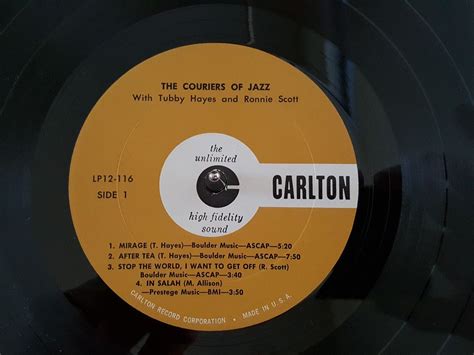 THE COURIERS OF JAZZ
With Tubby Hayes and Ronnie Scott
the
unlimited
LP12-116
SIDE 1
CARLTON
high fidelity
sound
1. MIRAGE (T. Hayes)—Boulder Music—ASCAP—5:20
2. AFTER TEA (T. Hayes)—Boulder Music—ASCAP—7:50
3. STOP THE WORLD, I WANT TO GET OFF (R. Scott)
Boulder Music—ASCAP—3:40
4. IN SALAH (M. Allison)
—Prestege Music—BMI—3:50
CARLTON RECORD CORPORATION • MADE IN U.S.A.